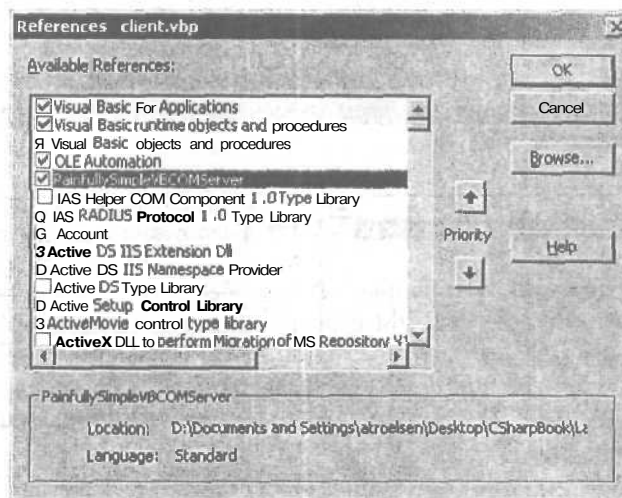 References client.vbp
Available References:
Visual Basic For Applications
Visual Basic runtime objects and procedures
Я Visual Basic objects and procedures
OLE Automation
PainfullySimpleVBCOMServer
IAS Helper COM Component 1.0 Type Library
Q IAS RADIUS Protocol 1.0 Type Library
G Account
3 Active DS IIS Extension Dll
D Active DS IIS Namespace Provider
Active DS Type Library
D Active Setup Control Library
3 ActiveMovie control type library
ActiveX DLL to perform Migration of MS Repository V1
OK
Cancel
Browse...
Priority
Help
PainfullySimpleVBCOMServer
Location: D:\Documents and Settings\atroelsen\Desktop\CSharpBook\La
Language: Standard